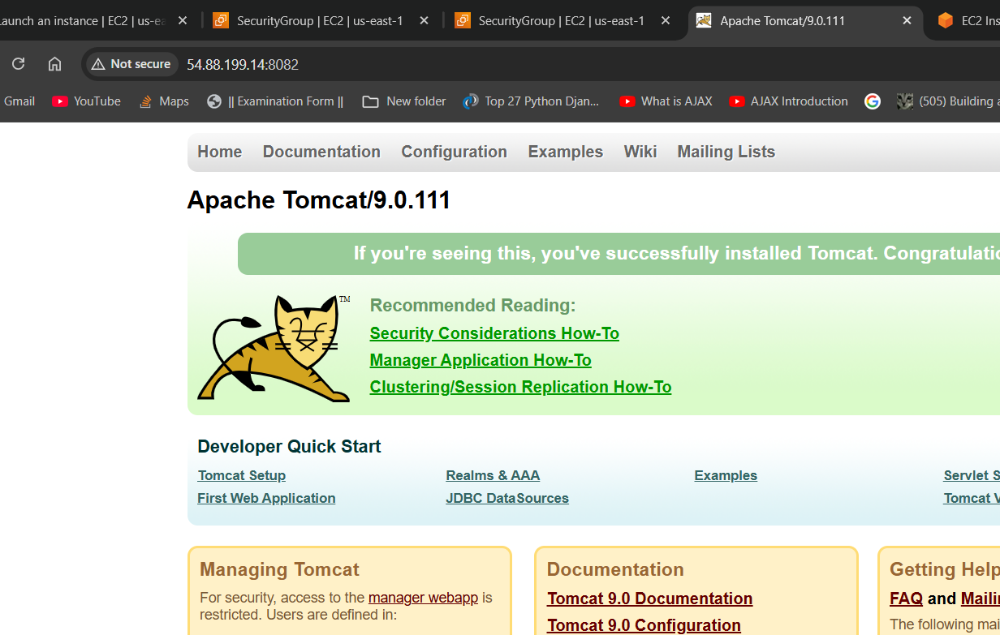 Launch an instance | EC2 | us-ea
SecurityGroup | EC2 | us-east-1
SecurityGroup | EC2 | us-east-1
Apache Tomcat/9.0.111
EC2 Ins
Not secure
54.88.199.14:8082
Gmail
YouTube
Maps
|| Examination Form ||
New folder
Top 27 Python Djan...
What is AJAX
AJAX Introduction
(505) Building a
Home
Documentation
Configuration
Examples
Wiki
Mailing Lists
Apache Tomcat/9.0.111
If you're seeing this, you've successfully installed Tomcat. Congratulatio
TM
Recommended Reading:
Security Considerations How-To
Manager Application How-To
Clustering/Session Replication How-To
Developer Quick Start
Tomcat Setup
Realms & AAA
Examples
Servlet S
First Web Application
JDBC DataSources
Tomcat V
Managing Tomcat
For security, access to the manager webapp is
restricted. Users are defined in:
Documentation
Tomcat 9.0 Documentation
Tomcat 9.0 Configuration
Getting Help
FAQ and Mailin
The following mai